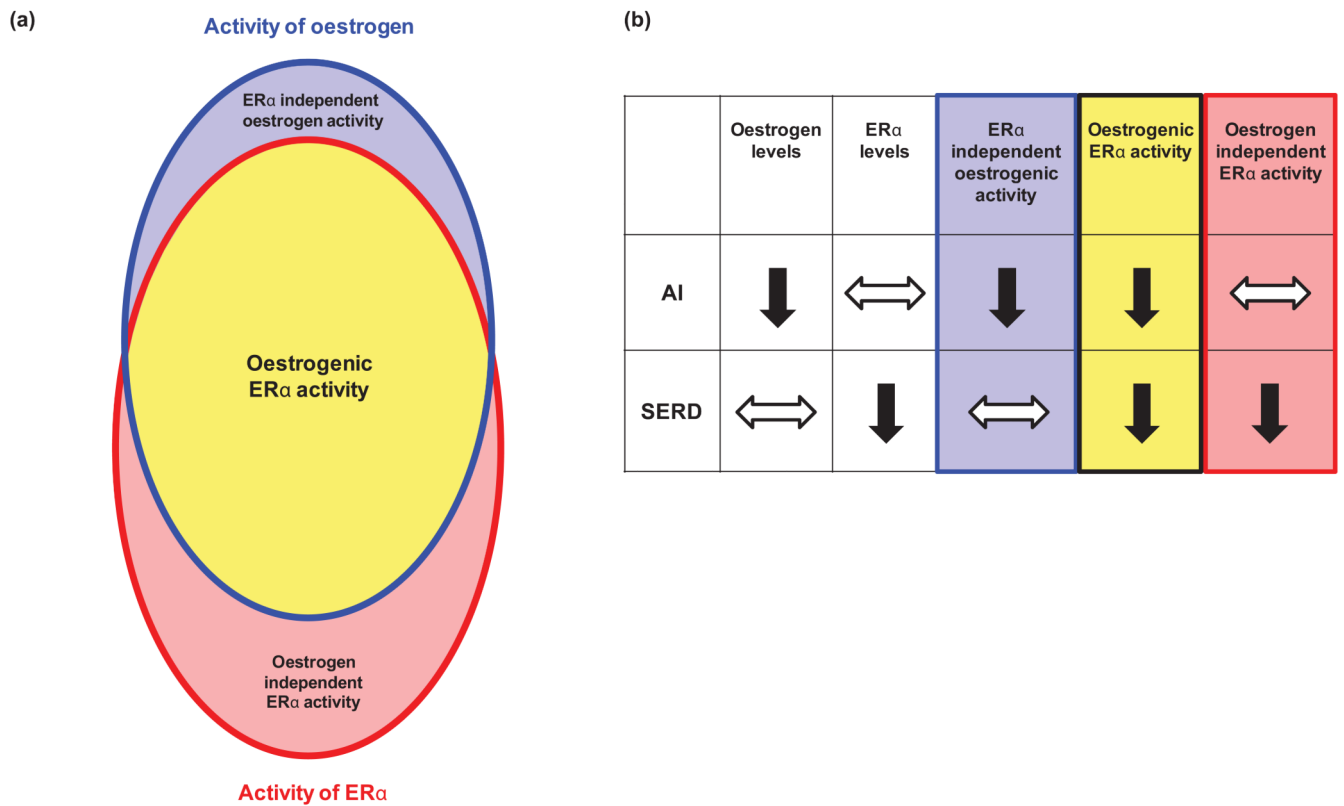 (a)
Activity of oestrogen
ERα independent
oestrogen activity
Oestrogenic
ERα activity
Oestrogen
independent
ERα activity
Activity of ERα
(b)
Oestrogen
levels
ERα
levels
ERα
independent
oestrogenic
activity
Oestrogenic
ERα activity
Oestrogen
independent
ERα activity
AI
SERD